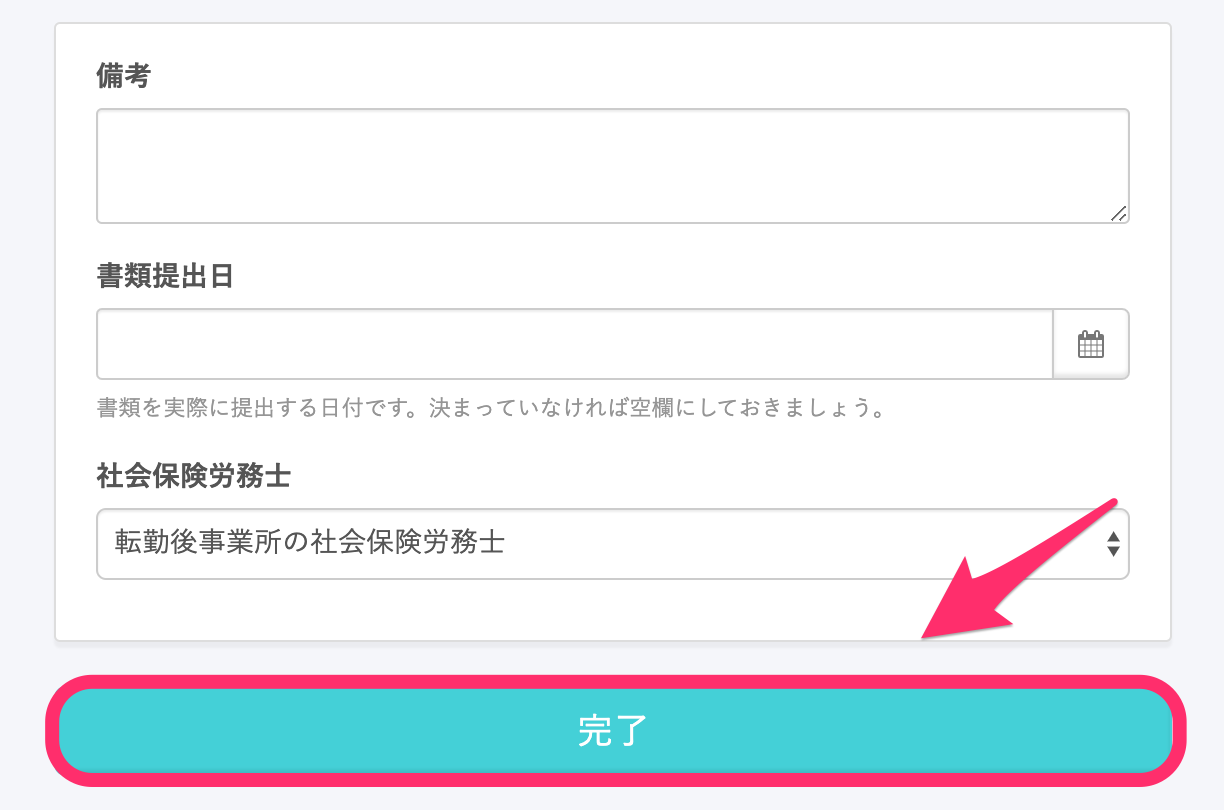 備考
書類提出日
書類を実際に提出する日付です。決まっていなければ空欄にしておきましょう。
社会保険労務士
転勤後事業所の社会保険労務士
完了